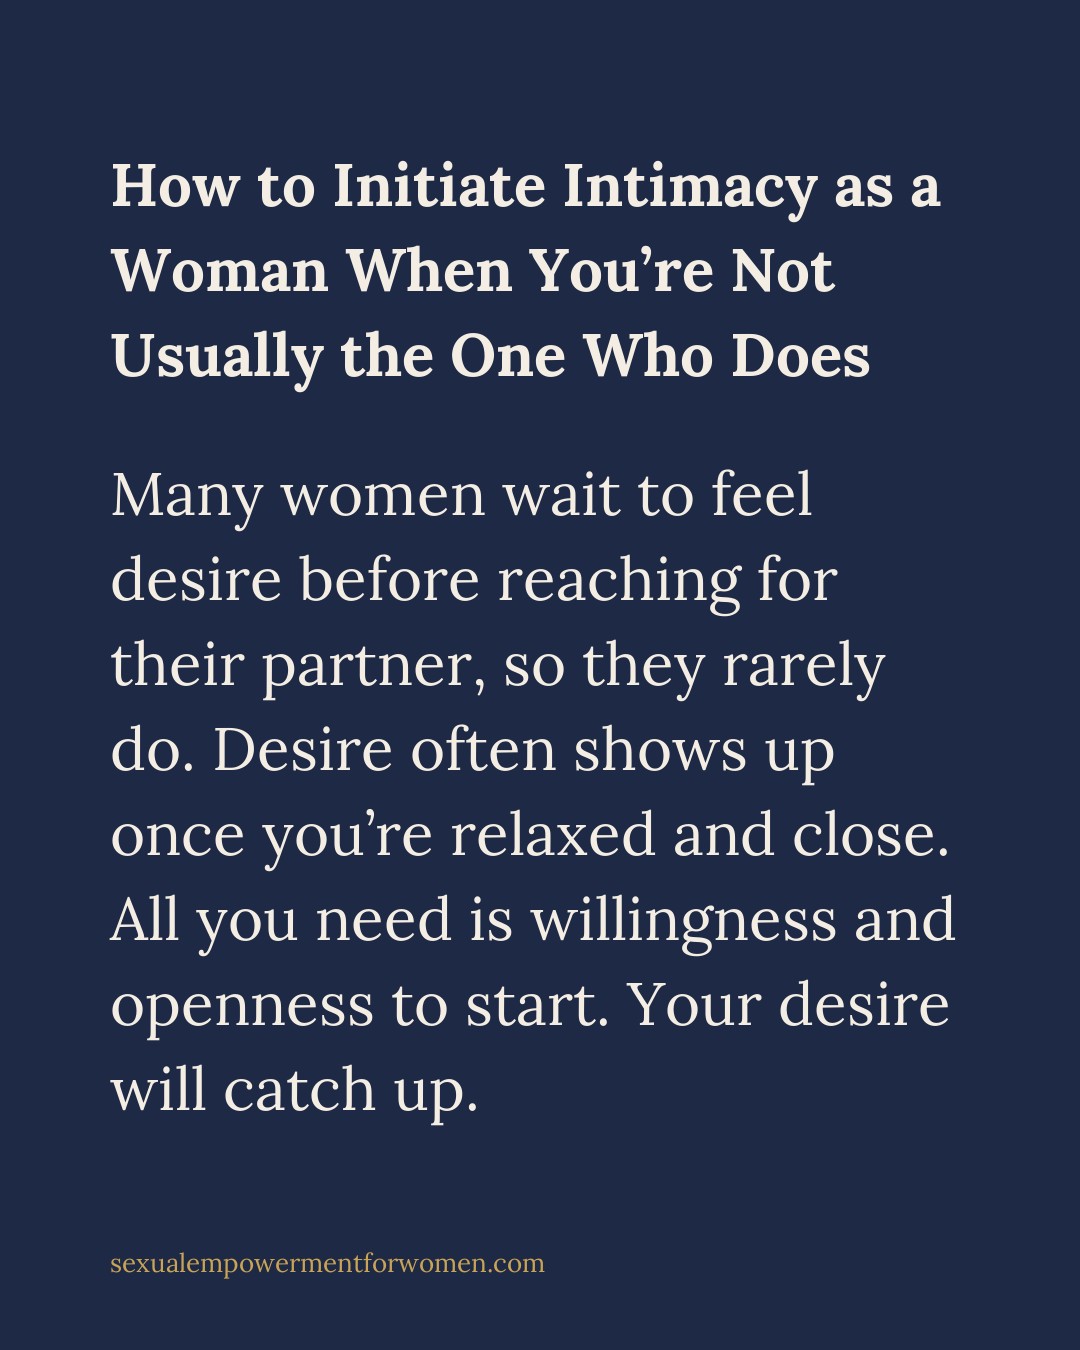 How to Initiate Intimacy as a
Woman When You’re Not
Usually the One Who Does
Many women wait to feel
desire before reaching for
their partner, so they rarely
do. Desire often shows up
once you’re relaxed and close.
All you need is willingness and
openness to start. Your desire
will catch up.
sexualempowermentforwomen.com